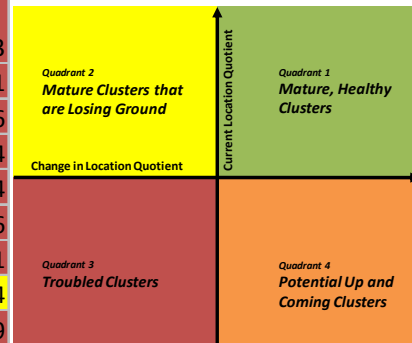 Quadrant 2
Mature Clusters that
are Losing Ground
Change in Location Quotient
Current Location Quotient
Quadrant 1
Mature, Healthy
Clusters
Quadrant 3
Troubled Clusters
Quadrant 4
Potential Up and
Coming Clusters